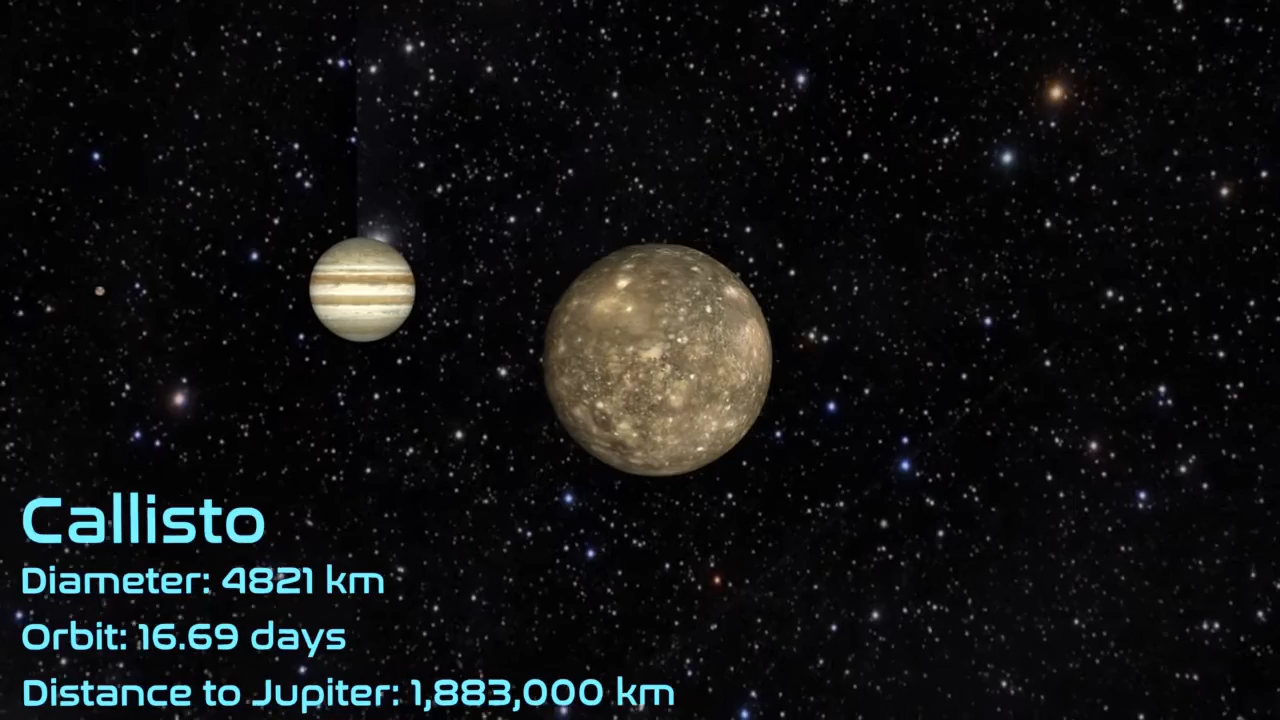 Callisto
Diameter: 4821 km
Orbit: 16.69 days
Distance to Jupiter: 1,883,000 km